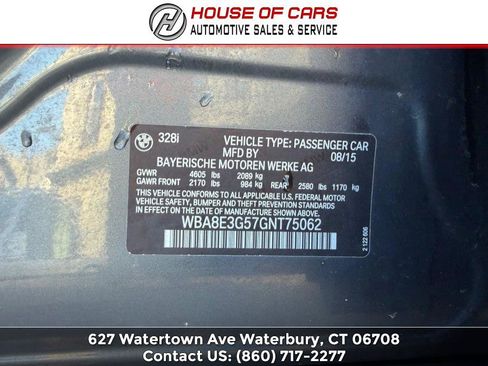 HOUSE OF CARS
AUTOMOTIVE SALES & SERVICE
328i
VEHICLE TYPE: PASSENGER CAR
MFD BY 08/15
BAYERISCHE MOTOREN WERKE AG
GVWR 4605 lbs 2089 kg
GAWR FRONT 2170 lbs 984 kg REAR 2580 lbs 1170 kg
THIS VEHICLE CONFORMS TO ALL APPLICABLE U.S. FEDERAL MOTOR
VEHICLE SAFETY, BUMPER, AND THEFT PREVENTION STANDARDS IN
EFFECT ON THE DATE OF MANUFACTURE SHOWN ABOVE.
WBA8E3G57GNT75062
2 122 606
627 Watertown Ave Waterbury, CT 06708
Contact US: (860) 717-2277